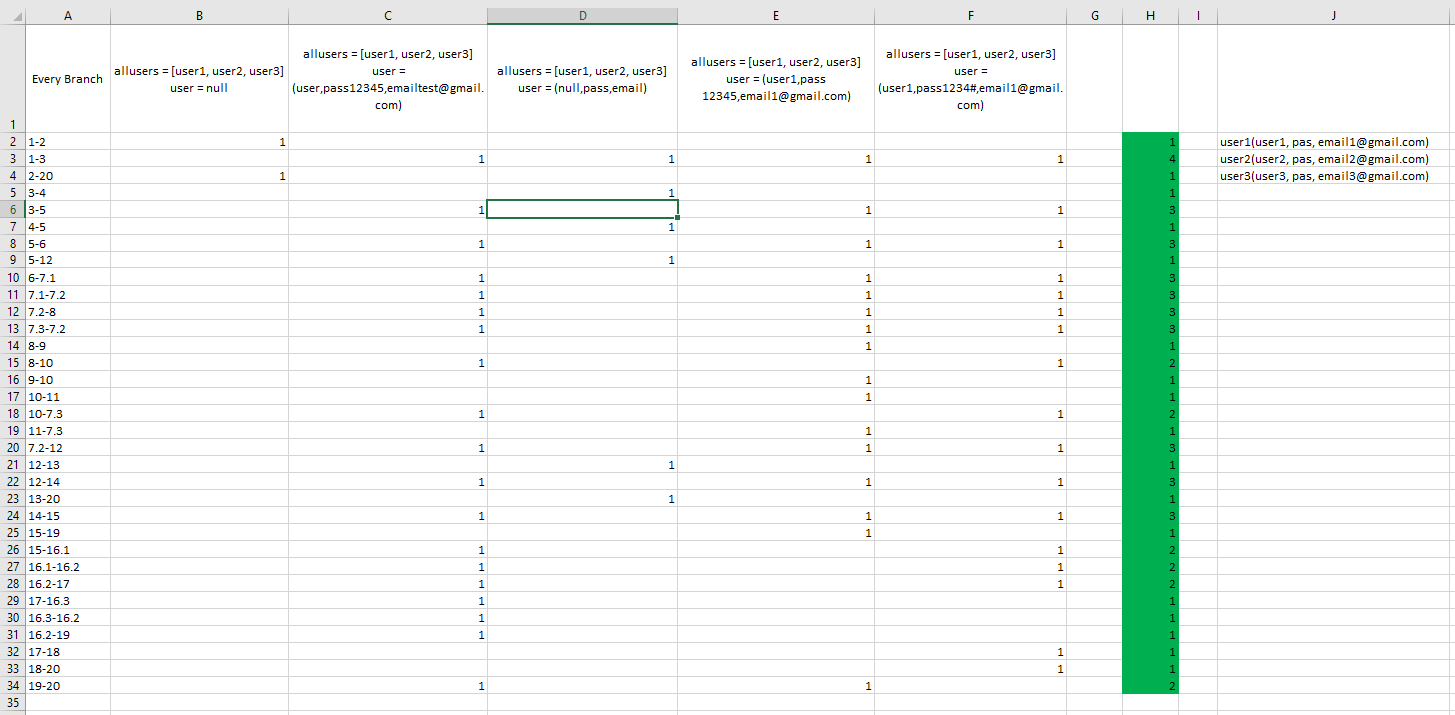 A B C D E F G H I J
1 Every Branch allusers = [user1, user2, user3] user = null allusers = [user1, user2, user3] user = (user,pass12345,emailtest@gmail.com) allusers = [user1, user2, user3] user = (null,pass,email) allusers = [user1, user2, user3] user = (user1,pass 12345,email1@gmail.com) allusers = [user1, user2, user3] user = (user1,pass1234#,email1@gmail.com)
2 1-2 1 1 user1(user1, pas, email1@gmail.com)
3 1-3 1 1 1 1 4 user2(user2, pas, email2@gmail.com)
4 2-20 1 1 user3(user3, pas, email3@gmail.com)
5 3-4 1 1
6 3-5 1 1 1 3
7 4-5 1 1
8 5-6 1 1 1 3
9 5-12 1 1
10 6-7.1 1 1 1 3
11 7.1-7.2 1 1 1 3
12 7.2-8 1 1 1 3
13 7.3-7.2 1 1 1 3
14 8-9 1 1
15 8-10 1 1 2
16 9-10 1 1
17 10-11 1 1
18 10-7.3 1 1 2
19 11-7.3 1 1
20 7.2-12 1 1 1 3
21 12-13 1 1
22 12-14 1 1 1 3
23 13-20 1 1
24 14-15 1 1 1 3
25 15-19 1 1
26 15-16.1 1 1 2
27 16.1-16.2 1 1 2
28 16.2-17 1 1 2
29 17-16.3 1 1
30 16.3-16.2 1 1
31 16.2-19 1 1
32 17-18 1 1
33 18-20 1 1
34 19-20 1 1 2
35